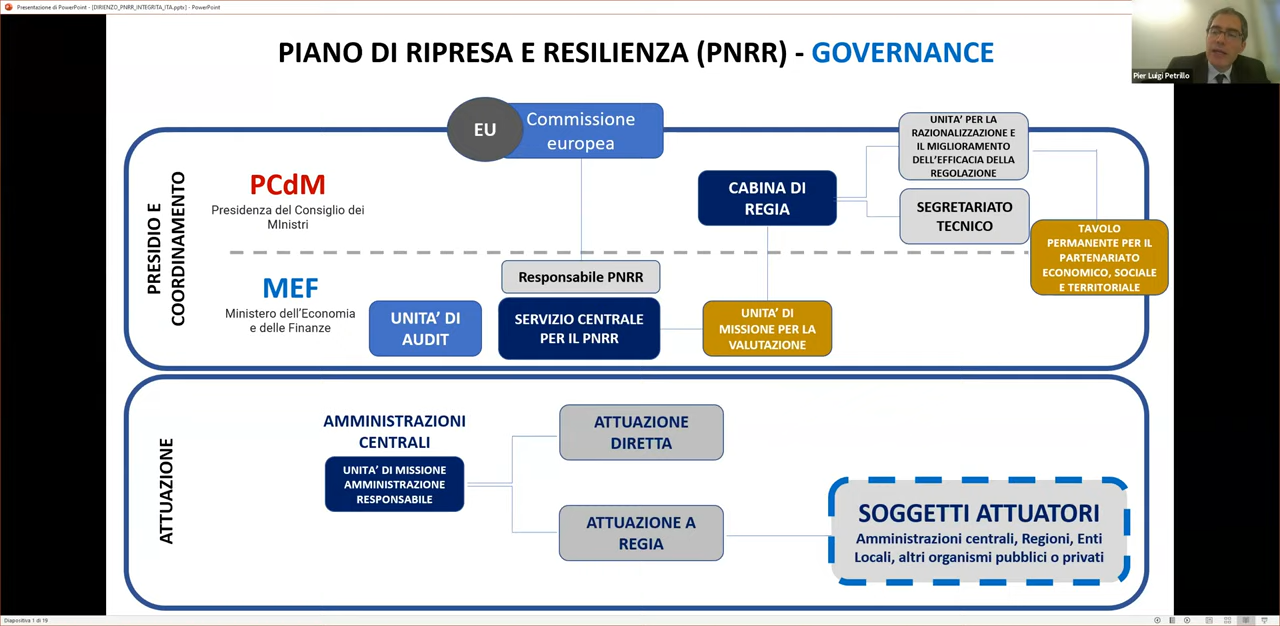 Presentazione di PowerPoint - [DIRIENZO_PNRR_INTEGRITA_ITA.pptx] - PowerPoint
Pier Luigi Petrillo
PIANO DI RIPRESA E RESILIENZA (PNRR) - GOVERNANCE
EU
Commissione
europea
PRESIDIO E
COORDINAMENTO
PCdM
Presidenza del Consiglio dei
MInistri
CABINA DI
REGIA
UNITA’ PER LA
RAZIONALIZZAZIONE E
IL MIGLIORAMENTO
DELL’EFFICACIA DELLA
REGOLAZIONE
SEGRETARIATO
TECNICO
TAVOLO
PERMANENTE PER IL
PARTENARIATO
ECONOMICO, SOCIALE
E TERRITORIALE
MEF
Ministero dell’Economia
e delle Finanze
UNITA’ DI
AUDIT
Responsabile PNRR
SERVIZIO CENTRALE
PER IL PNRR
UNITA’ DI
MISSIONE PER LA
VALUTAZIONE
ATTUAZIONE
AMMINISTRAZIONI
CENTRALI
UNITA’ DI MISSIONE
AMMINISTRAZIONE
RESPONSABILE
ATTUAZIONE
DIRETTA
ATTUAZIONE A
REGIA
SOGGETTI ATTUATORI
Amministrazioni centrali, Regioni, Enti
Locali, altri organismi pubblici o privati
Diapositiva 1 di 19